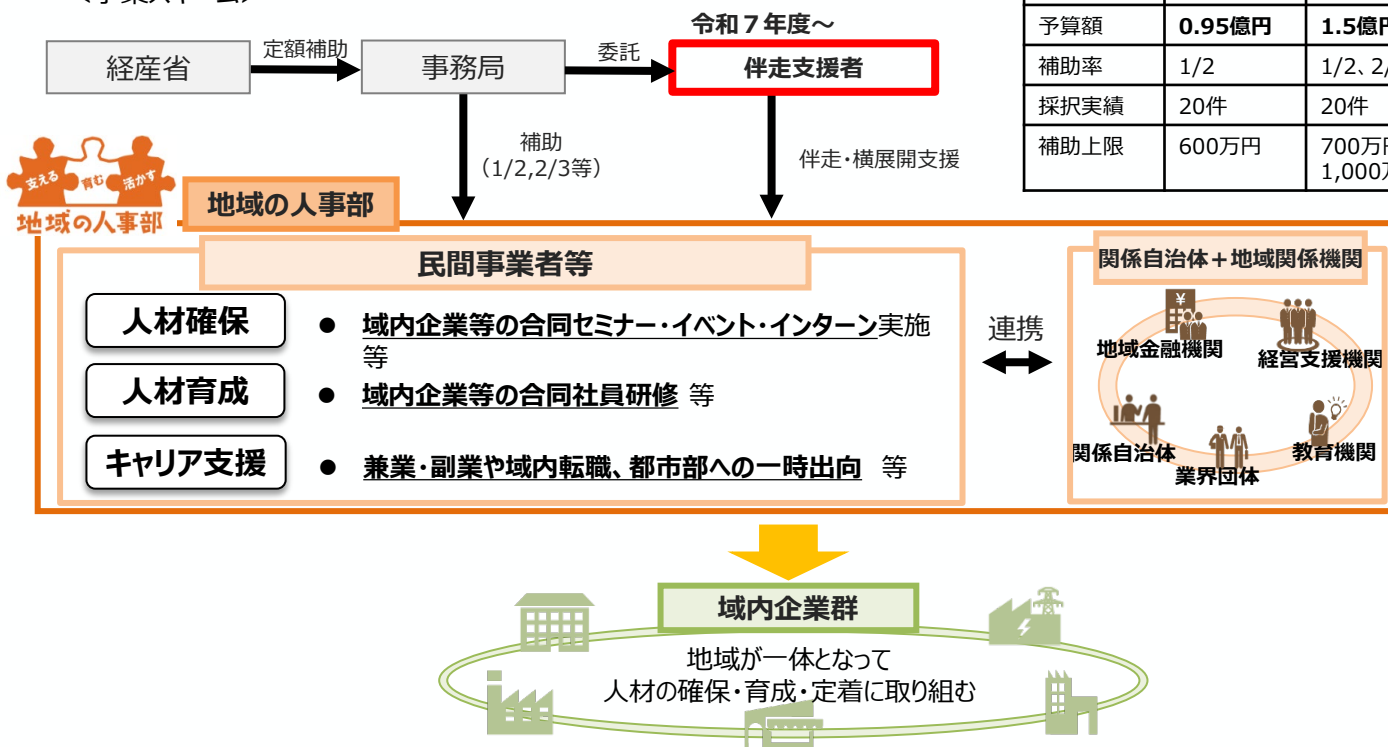 令和７年度～
経産省
定額補助
事務局
委託
伴走支援者
補助
（1/2,2/3等）
伴走・横展開支援
予算額 0.95億円
補助率 1/2 1/2、
採択実績 20件 20件
補助上限 600万円
支える 育む 活かす
地域の人事部
地域の人事部
民間事業者等
人材確保
● 域内企業等の合同セミナー・イベント・インターン実施
等
人材育成
● 域内企業等の合同社員研修 等
キャリア支援
● 兼業・副業や域内転職、都市部への一時出向 等
連携
関係自治体＋地域関係機関
¥
地域金融機関
経営支援機関
関係自治体
業界団体
教育機関
域内企業群
地域が一体となって
人材の確保・育成・定着に取り組む